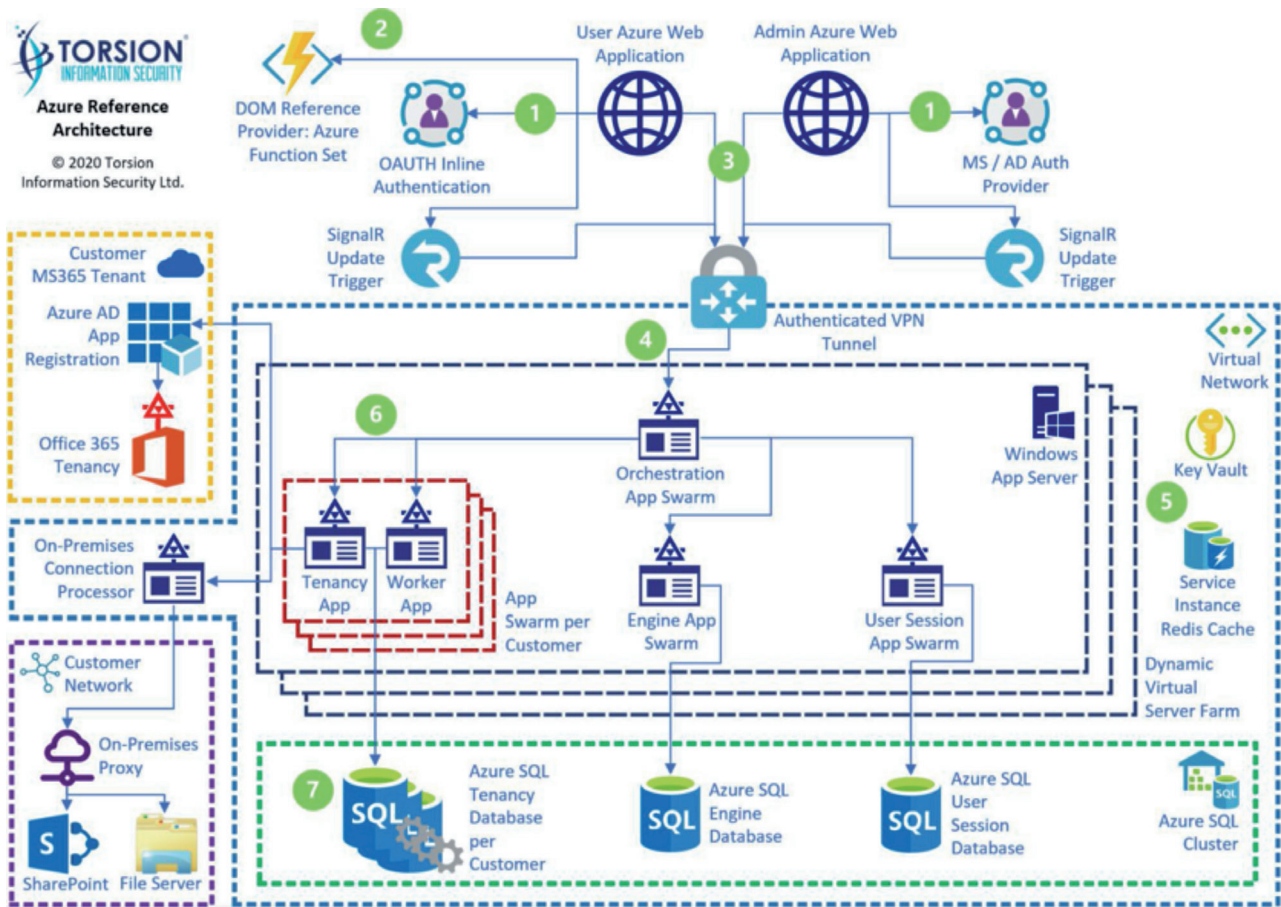 TORSION
INFORMATION SECURITY
Azure Reference
Architecture
© 2020 Torsion
Information Security Ltd.
2
DOM Reference
Provider: Azure
Function Set
1
OAUTH Inline
Authentication
User Azure Web
Application
Admin Azure Web
Application
1
MS / AD Auth
Provider
3
SignalR
Update
Trigger
SignalR
Update
Trigger
Customer
MS365 Tenant
Azure AD
App
Registration
Office 365
Tenancy
Authenticated VPN
Tunnel
4
Virtual
Network
6
Orchestration
App Swarm
Windows
App Server
Key Vault
5
Service
Instance
Redis Cache
On-Premises
Connection
Processor
Tenancy
App
Worker
App
App
Swarm per
Customer
Engine App
Swarm
User Session
App Swarm
Dynamic
Virtual
Server Farm
Customer
Network
On-Premises
Proxy
S
SharePoint
File Server
7
SQL
Azure SQL
Tenancy
Database
per
Customer
SQL
Azure SQL
Engine
Database
SQL
Azure SQL
User
Session
Database
SQL
Azure SQL
Cluster